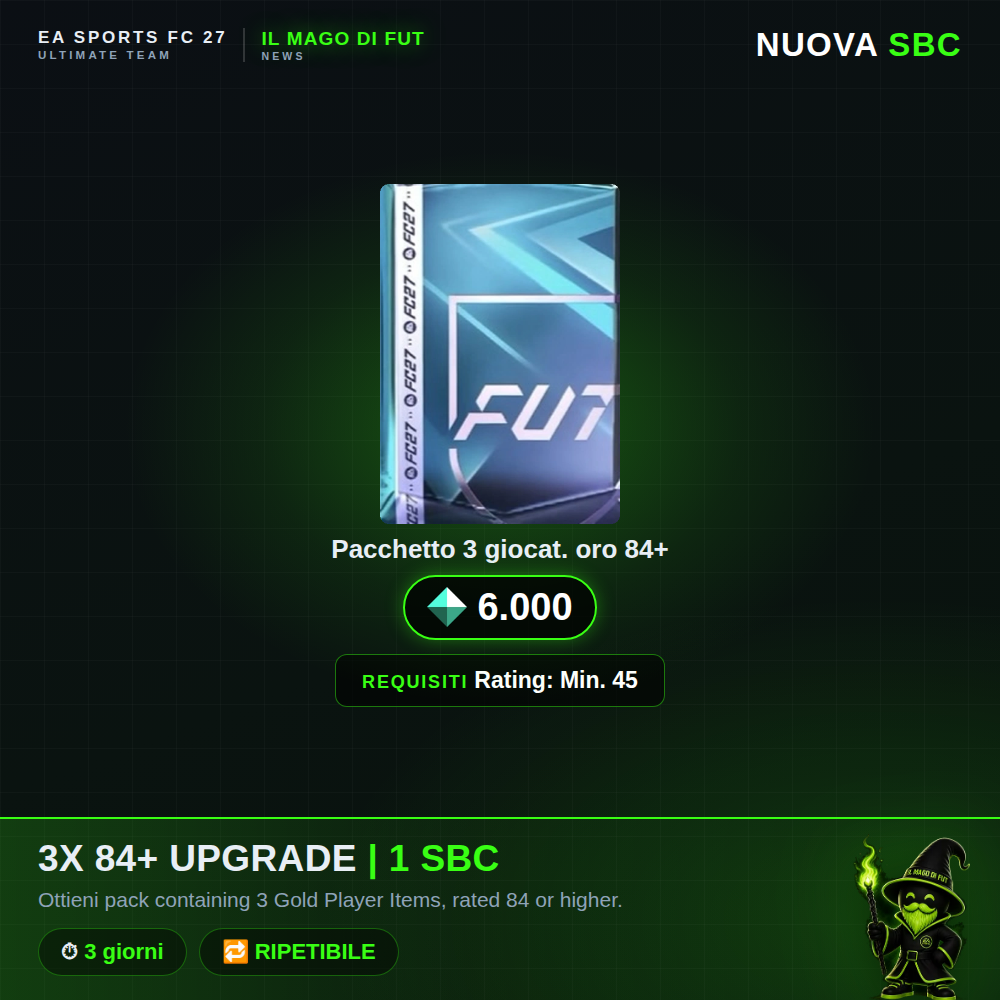 EA SPORTS FC 27
ULTIMATE TEAM
IL MAGO DI FUT
NEWS
NUOVA SBC
FC27 FC27 FC27 FC27
FUT
Pacchetto 3 giocat. oro 84+
6.000
REQUISITI Rating: Min. 45
3X 84+ UPGRADE | 1 SBC
Ottieni pack containing 3 Gold Player Items, rated 84 or higher.
⏱ 3 giorni
🔁 RIPETIBILE
IL MAGO DI FUT